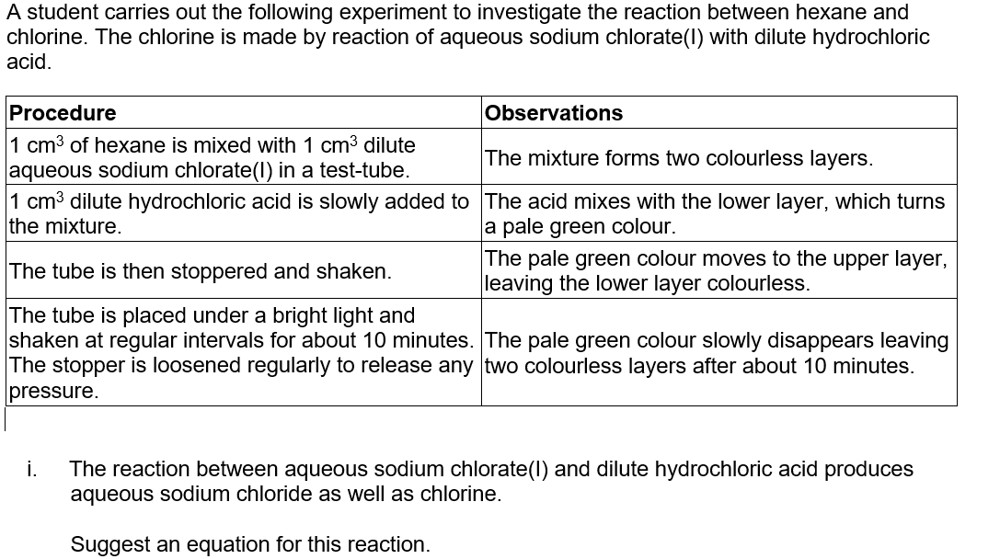 A student carries out the following experiment to investigate the reaction between hexane and
chlorine. The chlorine is made by reaction of aqueous sodium chlorate(I) with dilute hydrochloric
acid.
Procedure
Observations
1 cm³ of hexane is mixed with 1 cm³ dilute
aqueous sodium chlorate(I) in a test-tube.
The mixture forms two colourless layers.
1 cm³ dilute hydrochloric acid is slowly added to
the mixture.
The acid mixes with the lower layer, which turns
a pale green colour.
The tube is then stoppered and shaken.
The pale green colour moves to the upper layer,
leaving the lower layer colourless.
The tube is placed under a bright light and
shaken at regular intervals for about 10 minutes.
The stopper is loosened regularly to release any
pressure.
The pale green colour slowly disappears leaving
two colourless layers after about 10 minutes.
i. The reaction between aqueous sodium chlorate(I) and dilute hydrochloric acid produces
aqueous sodium chloride as well as chlorine.
Suggest an equation for this reaction.